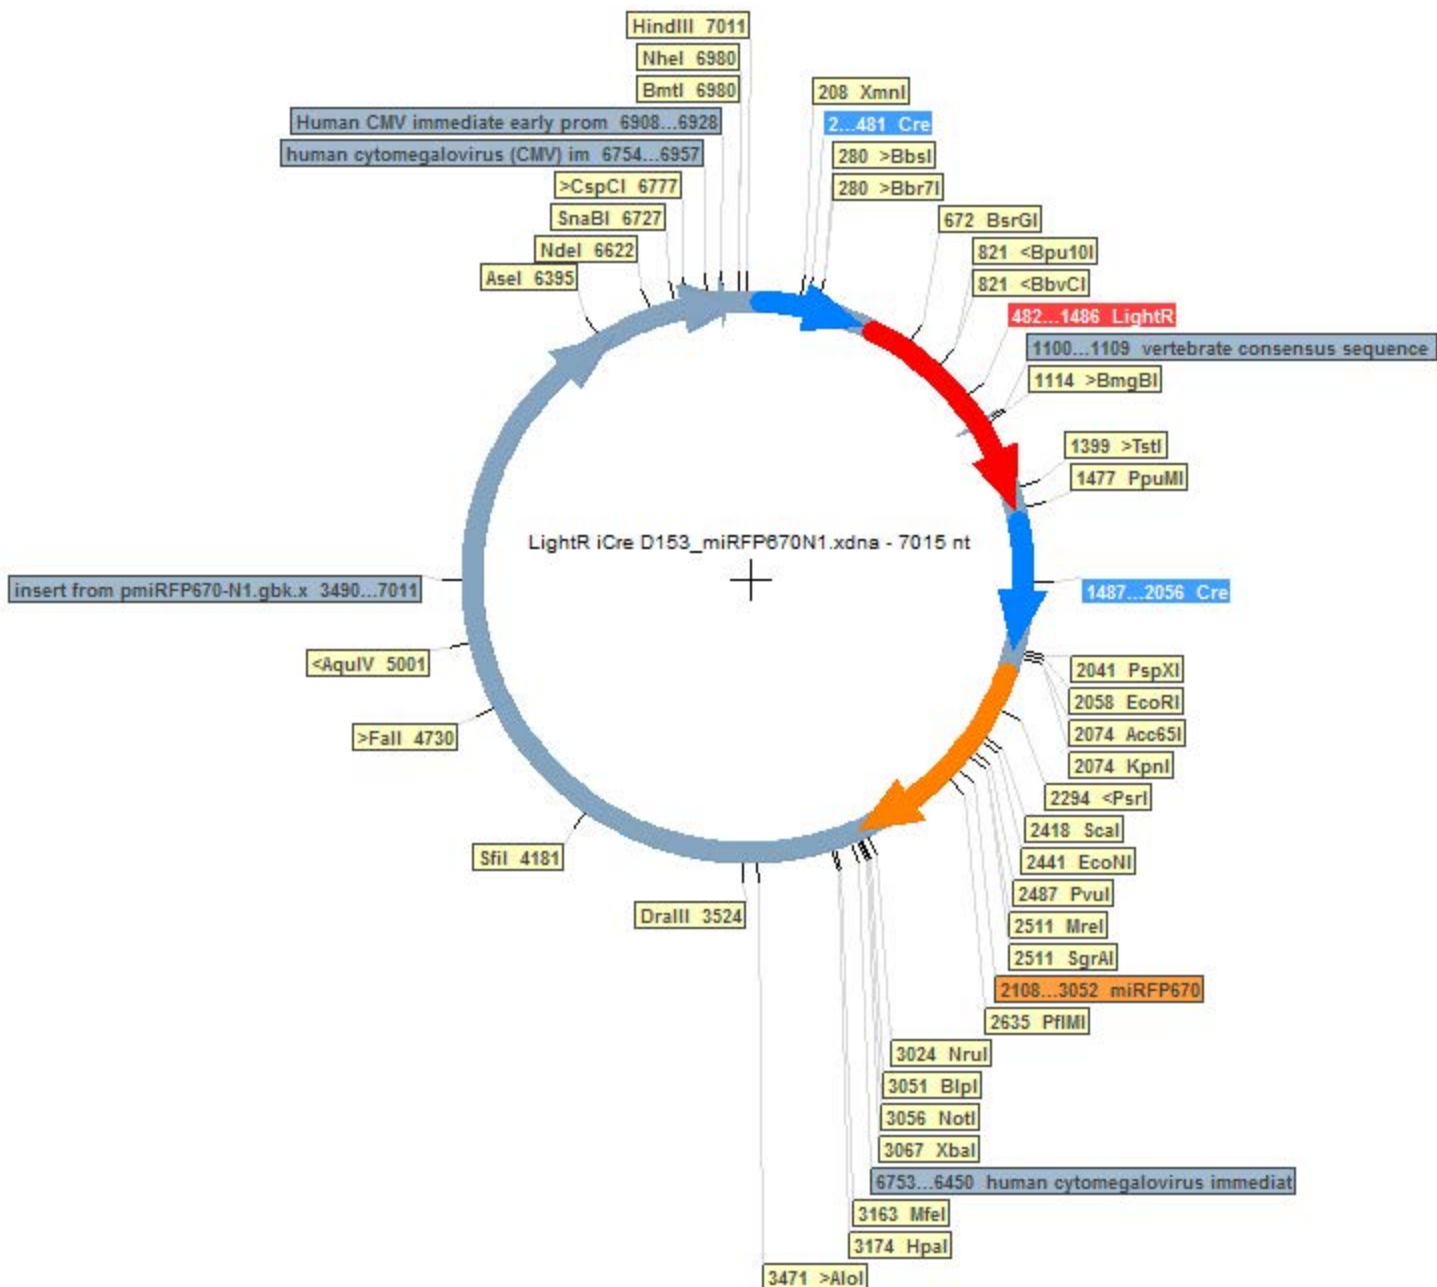 HindIII 7011
NheI 6980
BmtI 6980
Human CMV immediate early prom 6908...6928
human cytomegalovirus (CMV) im 6754...6957
>CspCI 6777
SnaBI 6727
NdeI 6622
AseI 6395
208 XmnI
2...481 Cre
280 >BbsI
280 >Bbr7I
672 BsrGI
821 <Bpu10I
821 <BbvCI
482...1486 LightR
1100...1109 vertebrate consensus sequence
1114 >BmgBI
1399 >TstI
1477 PpuMI
LightR iCre D153_miRFP670N1.xdna - 7015 nt
insert from pmiRFP670-N1.gbk.x 3490...7011
1487...2056 Cre
<AquIV 5001
>FalI 4730
SfiI 4181
DraIII 3524
2041 PspXI
2058 EcoRI
2074 Acc65I
2074 KpnI
2294 <PsrI
2418 ScaI
2441 EcoNI
2487 PvuI
2511 MreI
2511 SgrAI
2108...3052 miRFP670
2635 PflMI
3024 NruI
3051 BlpI
3056 NotI
3067 XbaI
6753...6450 human cytomegalovirus immediat
3163 MfeI
3174 HpaI
3471 >AloI